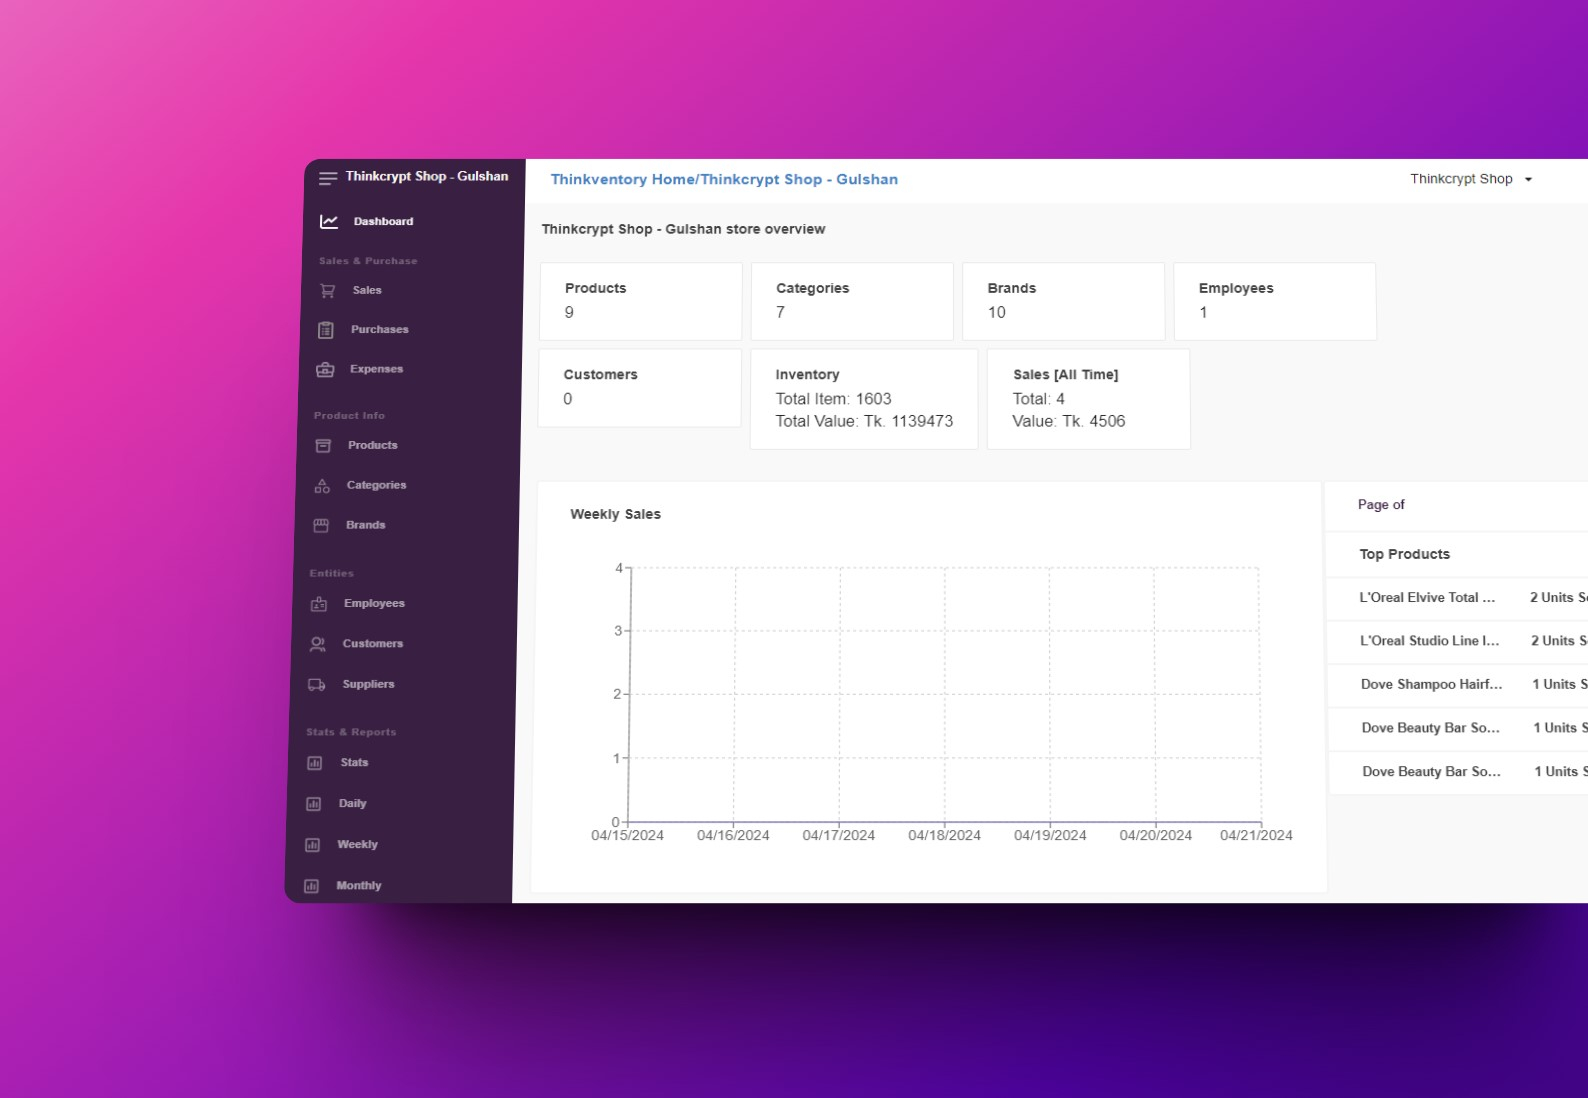 Thinkcrypt Shop - Gulshan
Dashboard
Sales & Purchase
Sales
Purchases
Expenses
Product Info
Products
Categories
Brands
Entities
Employees
Customers
Suppliers
Stats & Reports
Stats
Daily
Weekly
Monthly
Thinkventory Home/Thinkcrypt Shop - Gulshan
Thinkcrypt Shop
Thinkcrypt Shop - Gulshan store overview
Products
9
Categories
7
Brands
10
Employees
1
Customers
0
Inventory
Total Item: 1603
Total Value: Tk. 1139473
Sales [All Time]
Total: 4
Value: Tk. 4506
Weekly Sales
4
3
2
1
0
04/15/2024 04/16/2024 04/17/2024 04/18/2024 04/19/2024 04/20/2024 04/21/2024
Page of
Top Products
L'Oreal Elvive Total ... 2 Units
L'Oreal Studio Line I... 2 Units
Dove Shampoo Hairf... 1 Units
Dove Beauty Bar So... 1 Units
Dove Beauty Bar So... 1 Units